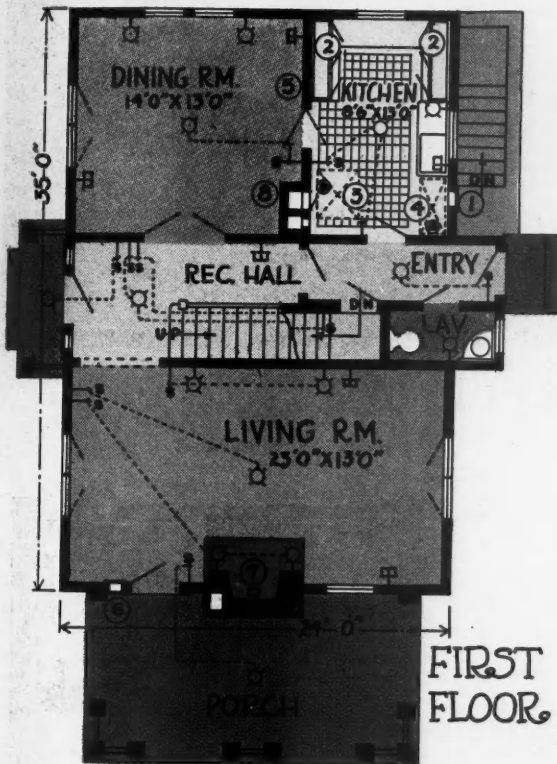 DINING RM.
14'0"X13'0"
②
②
⑤
KITCHEN
8'6"X13'0"
35'-0"
⑧
③
④
DN
①
REC. HALL
ENTRY
S
SS
S
S
S
S
DN
UP
S
LAV.
S
S
S
LIVING RM.
23'0"X13'0"
S
⑦
⑥
24'-0"
PORCH
FIRST
FLOOR